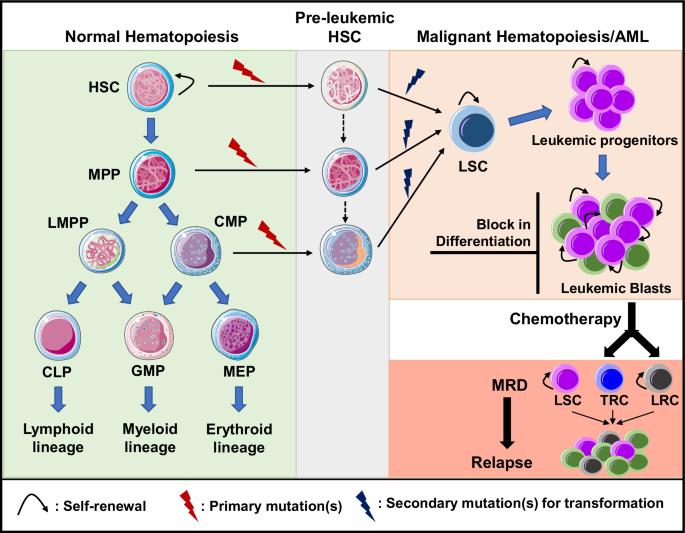 Normal Hematopoiesis
Pre-leukemic
HSC
Malignant Hematopoiesis/AML
HSC
MPP
LMPP
CMP
CLP
GMP
MEP
Lymphoid
lineage
Myeloid
lineage
Erythroid
lineage
LSC
Leukemic progenitors
Block in
Differentiation
Leukemic Blasts
Chemotherapy
MRD
LSC
TRC
LRC
Relapse
: Self-renewal
: Primary mutation(s)
: Secondary mutation(s) for transformation